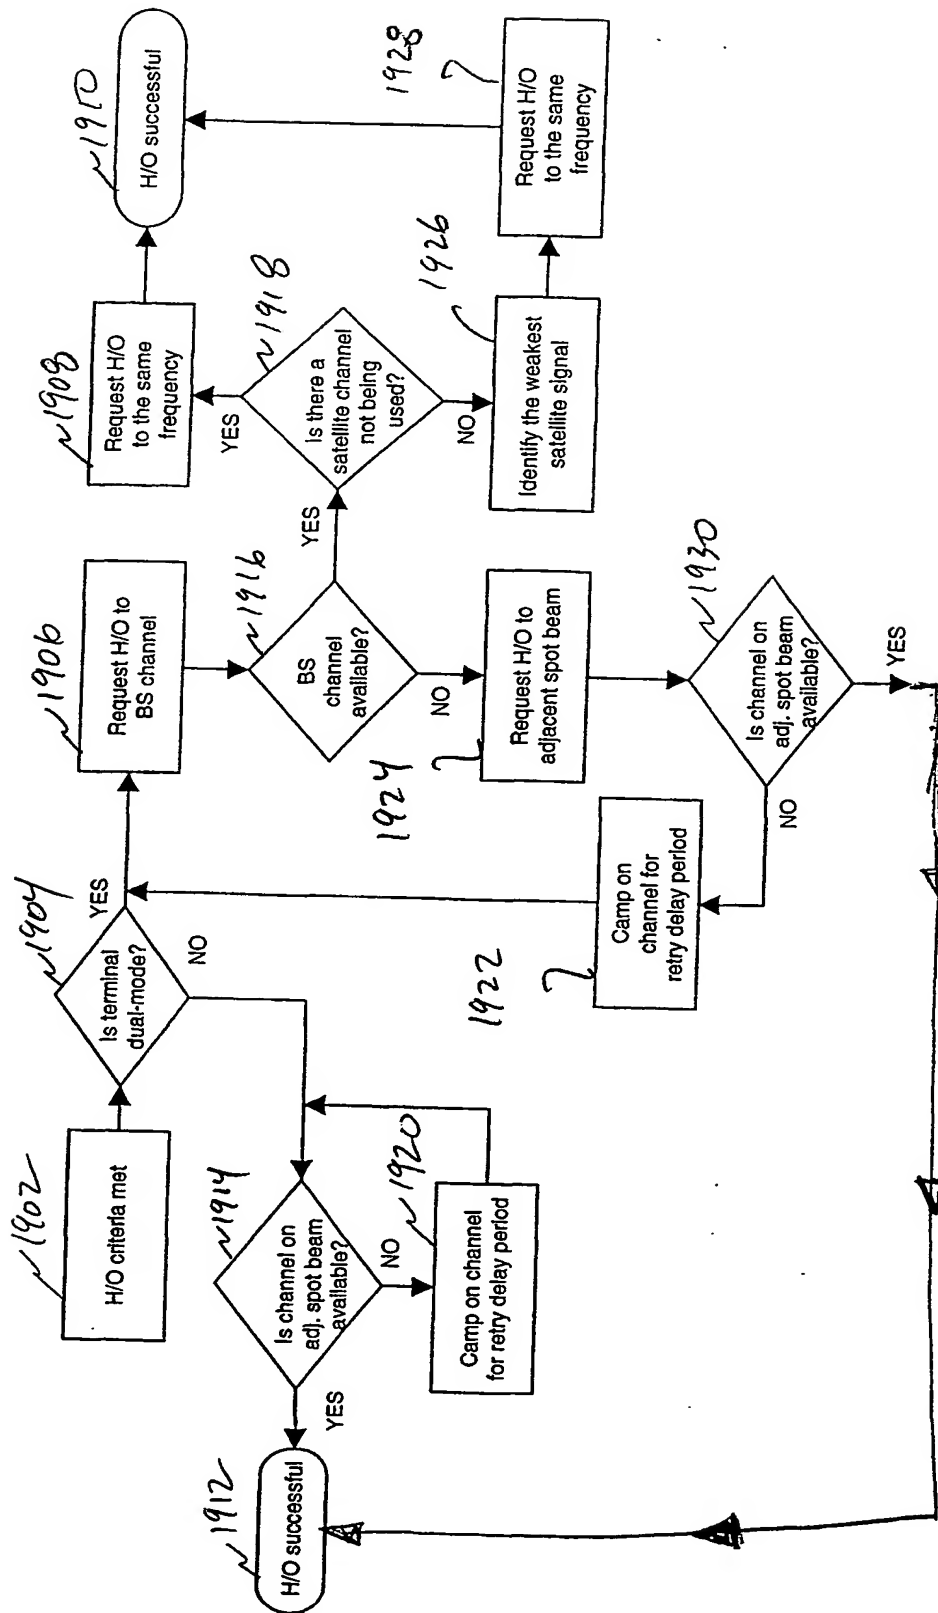 1902
H/O criteria met
1904
Is terminal
dual-mode?
YES
NO
1906
Request H/O to
BS channel
1908
Request H/O
to the same
frequency
1910
H/O successful
1912
H/O successful
1914
Is channel on
adj. spot beam
available?
YES
NO
1920
Camp on channel
for retry delay period
1916
BS
channel
available?
YES
NO
1918
Is there a
satellite channel
not being
used?
YES
NO
1922
Camp on
channel for
retry delay period
1924
Request H/O to
adjacent spot beam
1926
Identify the weakest
satellite signal
1928
Request H/O
to the same
frequency
1930
Is channel on
adj. spot beam
available?
NO
YES